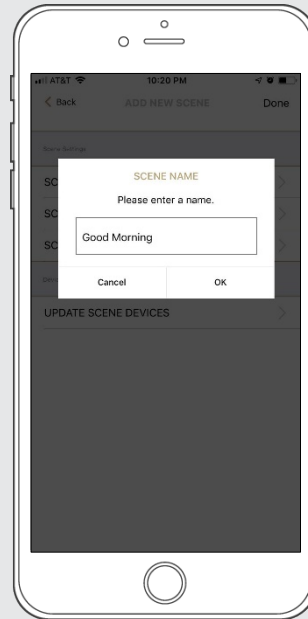 AT&T 10:20 PM
Back ADD NEW SCENE Done
Scene Settings
SCENE NAME
Please enter a name.
SC
Good Morning
SC
SC
Cancel OK
UPDATE SCENE DEVICES